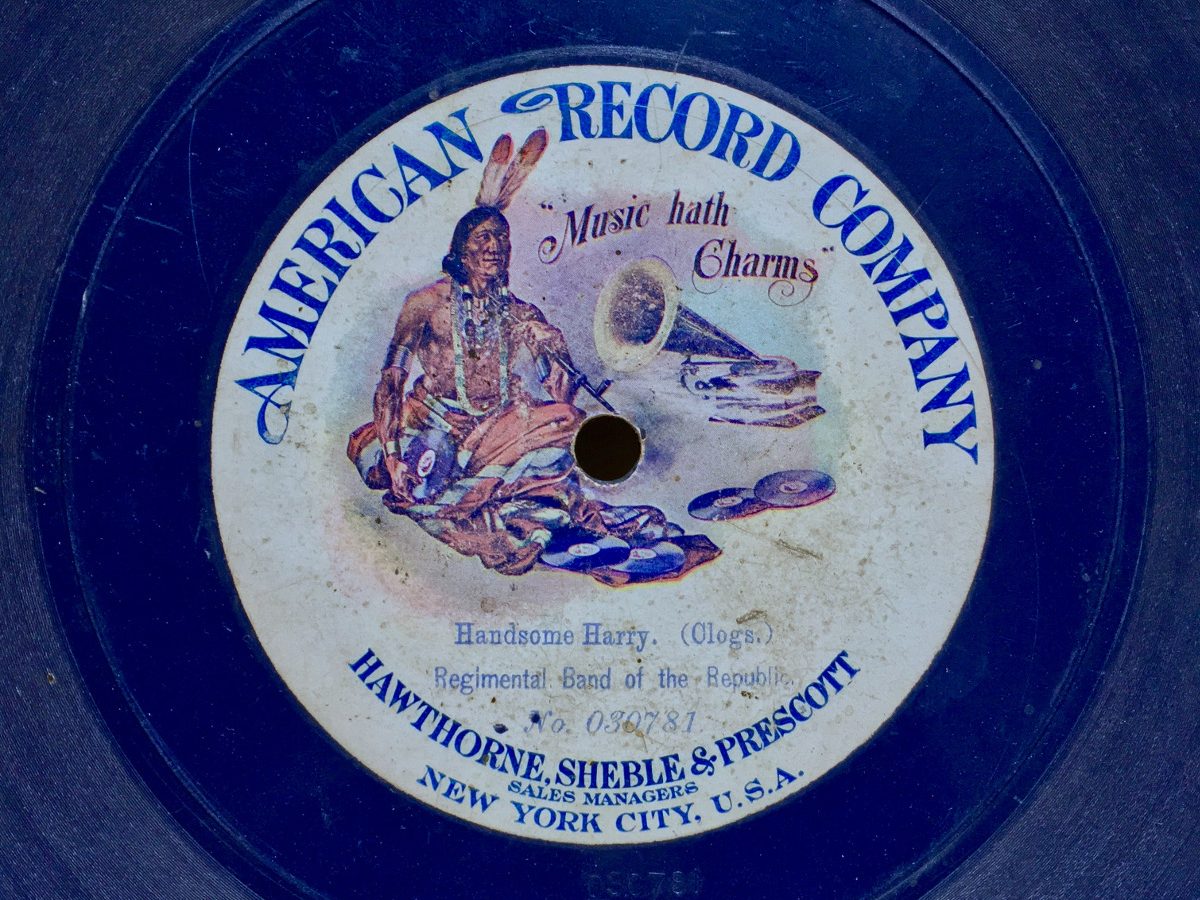 AMERICAN RECORD COMPANY
"Music hath
Charms"
Handsome Harry. (Clogs.)
Regimental Band of the Republic.
No. 030781
HAWTHORNE, SHEBLE & PRESCOTT
SALES MANAGERS
NEW YORK CITY, U.S.A.